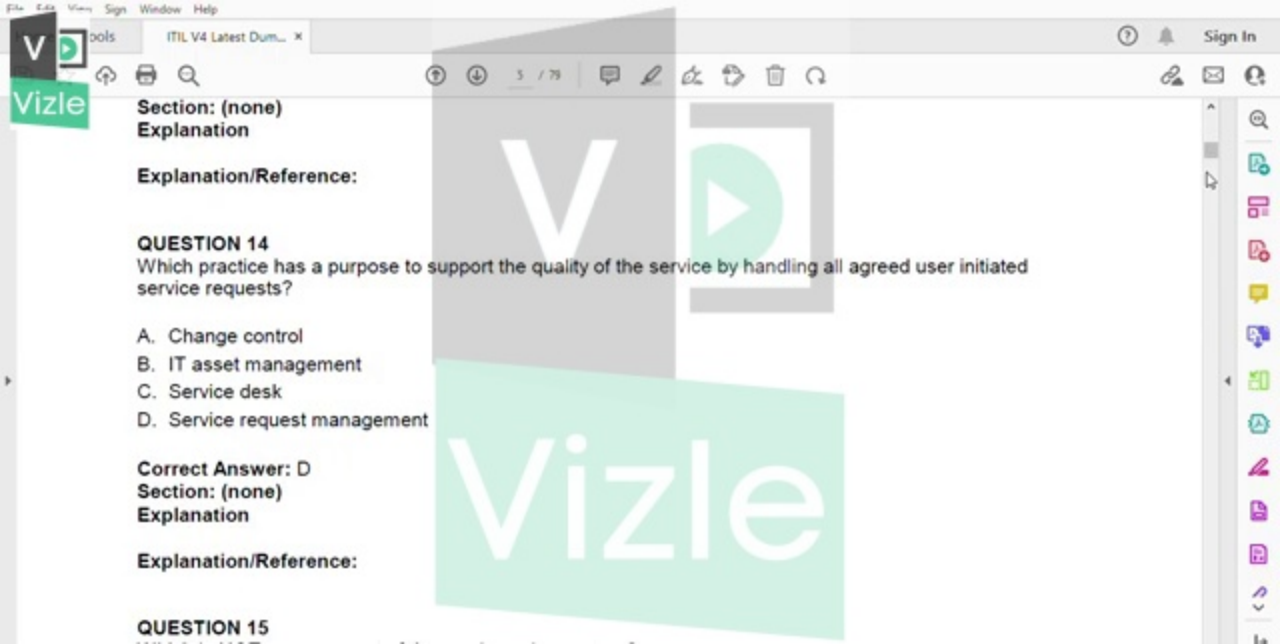 File Edit View Sign Window Help
ools
ITIL V4 Latest Dum... ×
Sign In
5 / 79
V
Vizle
Section: (none)
Explanation
Explanation/Reference:
QUESTION 14
Which practice has a purpose to support the quality of the service by handling all agreed user initiated
service requests?
A. Change control
B. IT asset management
C. Service desk
D. Service request management
Correct Answer: D
Section: (none)
Explanation
Explanation/Reference:
QUESTION 15
V
Vizle